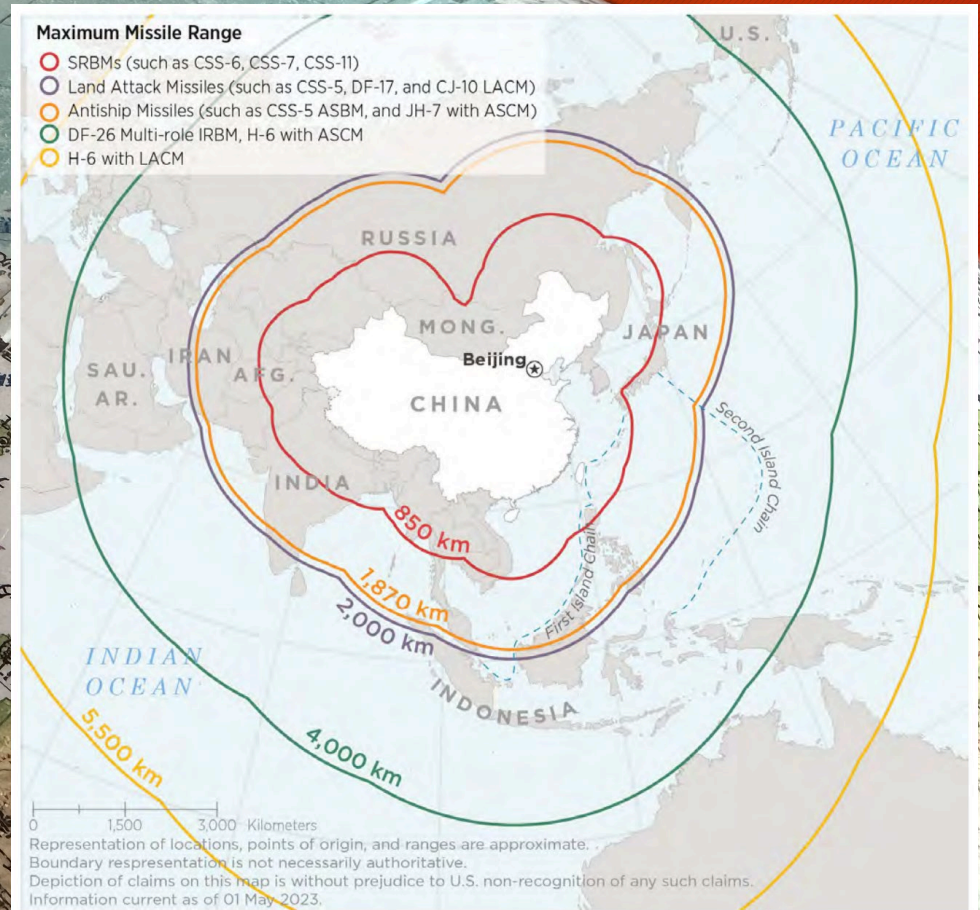 Maximum Missile Range
SRBMs (such as CSS-6, CSS-7, CSS-11)
Land Attack Missiles (such as CSS-5, DF-17, and CJ-10 LACM)
Antiship Missiles (such as CSS-5 ASBM, and JH-7 with ASCM)
DF-26 Multi-role IRBM, H-6 with ASCM
H-6 with LACM
U.S.
PACIFIC
OCEAN
RUSSIA
MONG.
JAPAN
Beijing
IRAN
SAU.
AR.
AFG.
CHINA
Second Island Chain
INDIA
850 km
First Island Chain
1,870 km
2,000 km
INDIAN
OCEAN
INDONESIA
5,500 km
4,000 km
0 1,500 3,000 Kilometers
Representation of locations, points of origin, and ranges are approximate.
Boundary respresentation is not necessarily authoritative.
Depiction of claims on this map is without prejudice to U.S. non-recognition of any such claims.
Information current as of 01 May 2023.